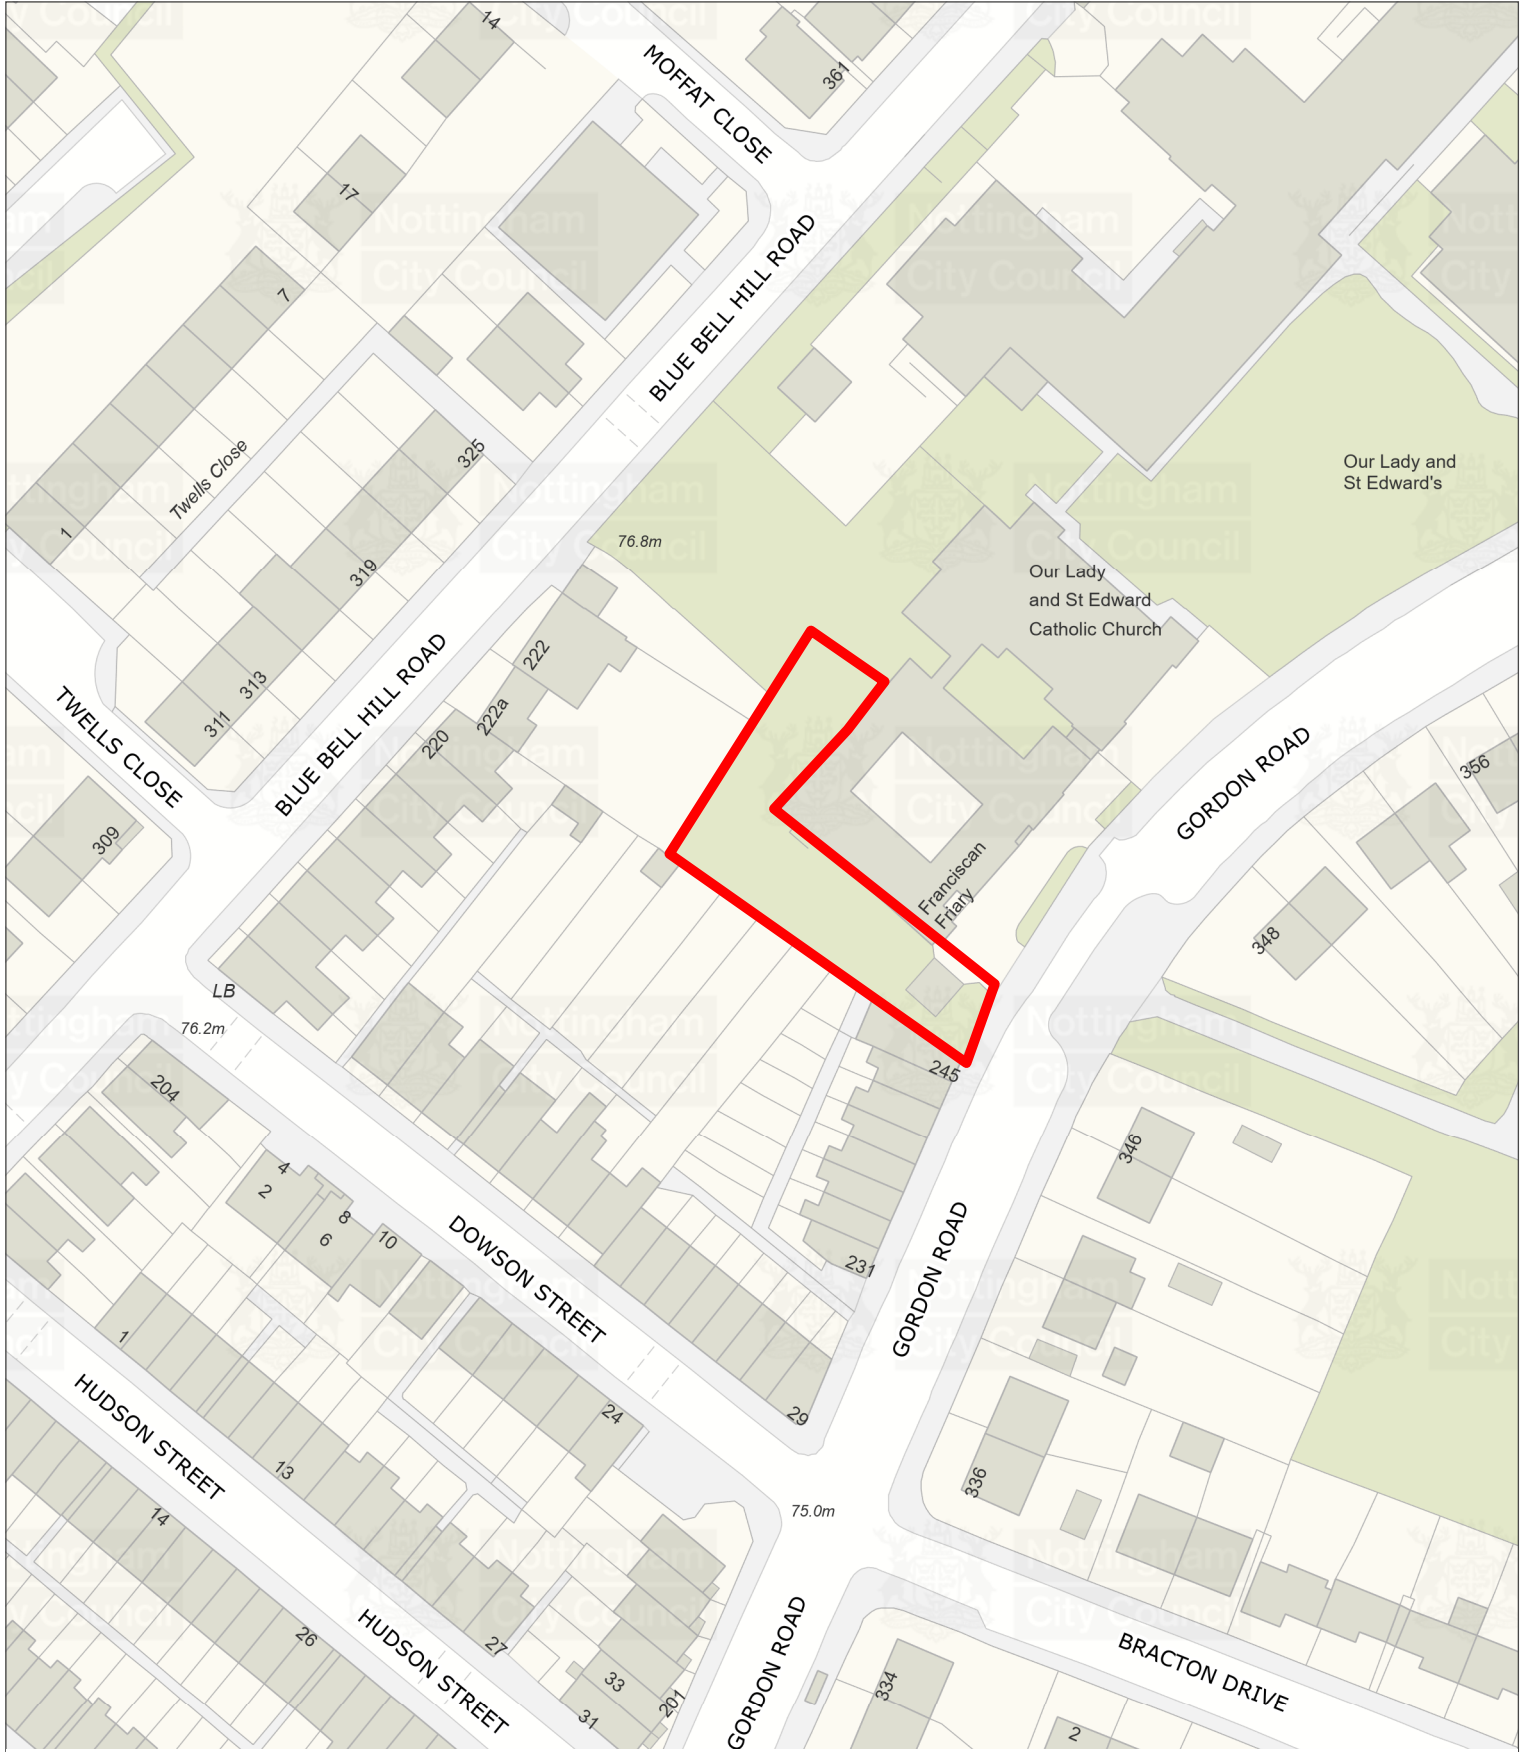 14
MOFFAT CLOSE
361
17
Nottingham
City Council
7
BLUE BELL HILL ROAD
325
Twells Close
1
319
76.8m
Our Lady and
St Edward's
Our Lady
and St Edward
Catholic Church
222
313
311
222a
220
TWELLS CLOSE
BLUE BELL HILL ROAD
309
GORDON ROAD
356
Franciscan
Friary
348
LB
76.2m
245
204
346
4
2
8
6
10
DOWSON STREET
231
GORDON ROAD
1
HUDSON STREET
24
29
13
336
14
75.0m
26
HUDSON STREET
27
33
31
201
GORDON ROAD
334
BRACTON DRIVE
2